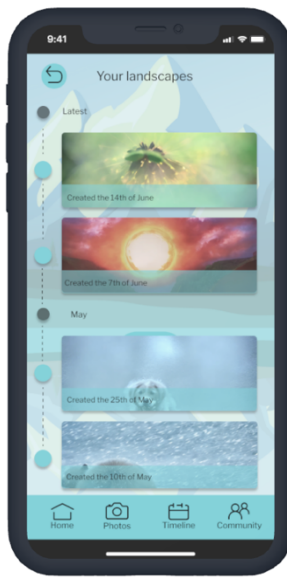 9:41
Your landscapes
Latest
Created the 14th of June
Created the 7th of June
May
Created the 25th of May
Created the 10th of May
Home
Photos
Timeline
Community